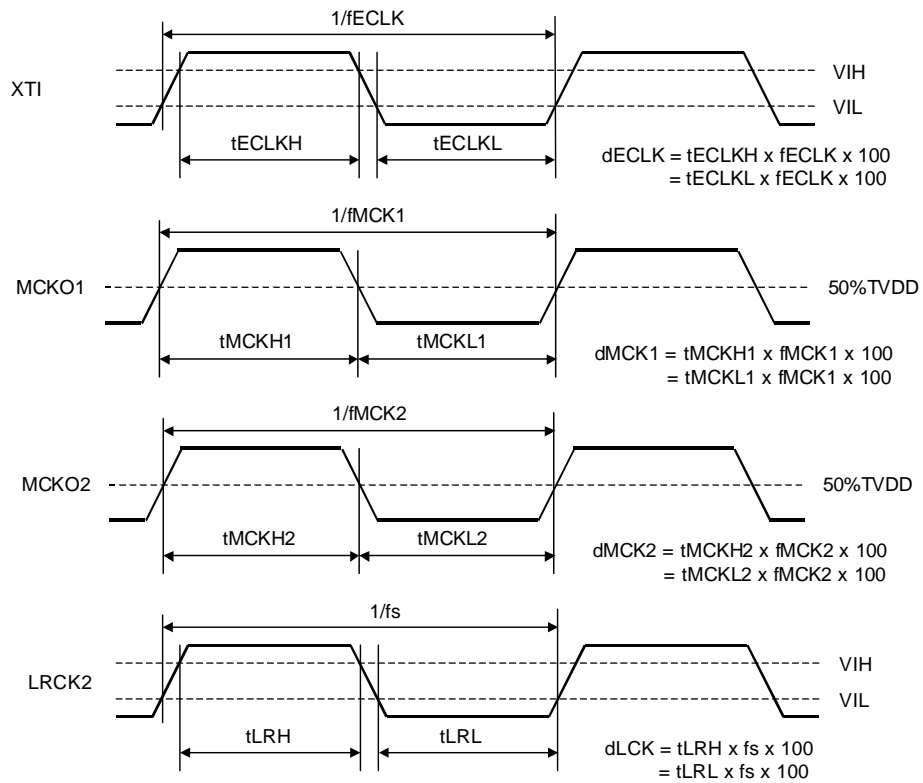 1/fECLK
XTI
VIH
VIL
tECLKH
tECLKL
dECLK = tECLKH x fECLK x 100
= tECLKL x fECLK x 100
1/fMCK1
MCKO1
50%TVDD
tMCKH1
tMCKL1
dMCK1 = tMCKH1 x fMCK1 x 100
= tMCKL1 x fMCK1 x 100
1/fMCK2
MCKO2
50%TVDD
tMCKH2
tMCKL2
dMCK2 = tMCKH2 x fMCK2 x 100
= tMCKL2 x fMCK2 x 100
1/fs
LRCK2
VIH
VIL
tLRH
tLRL
dLCK = tLRH x fs x 100
= tLRL x fs x 100